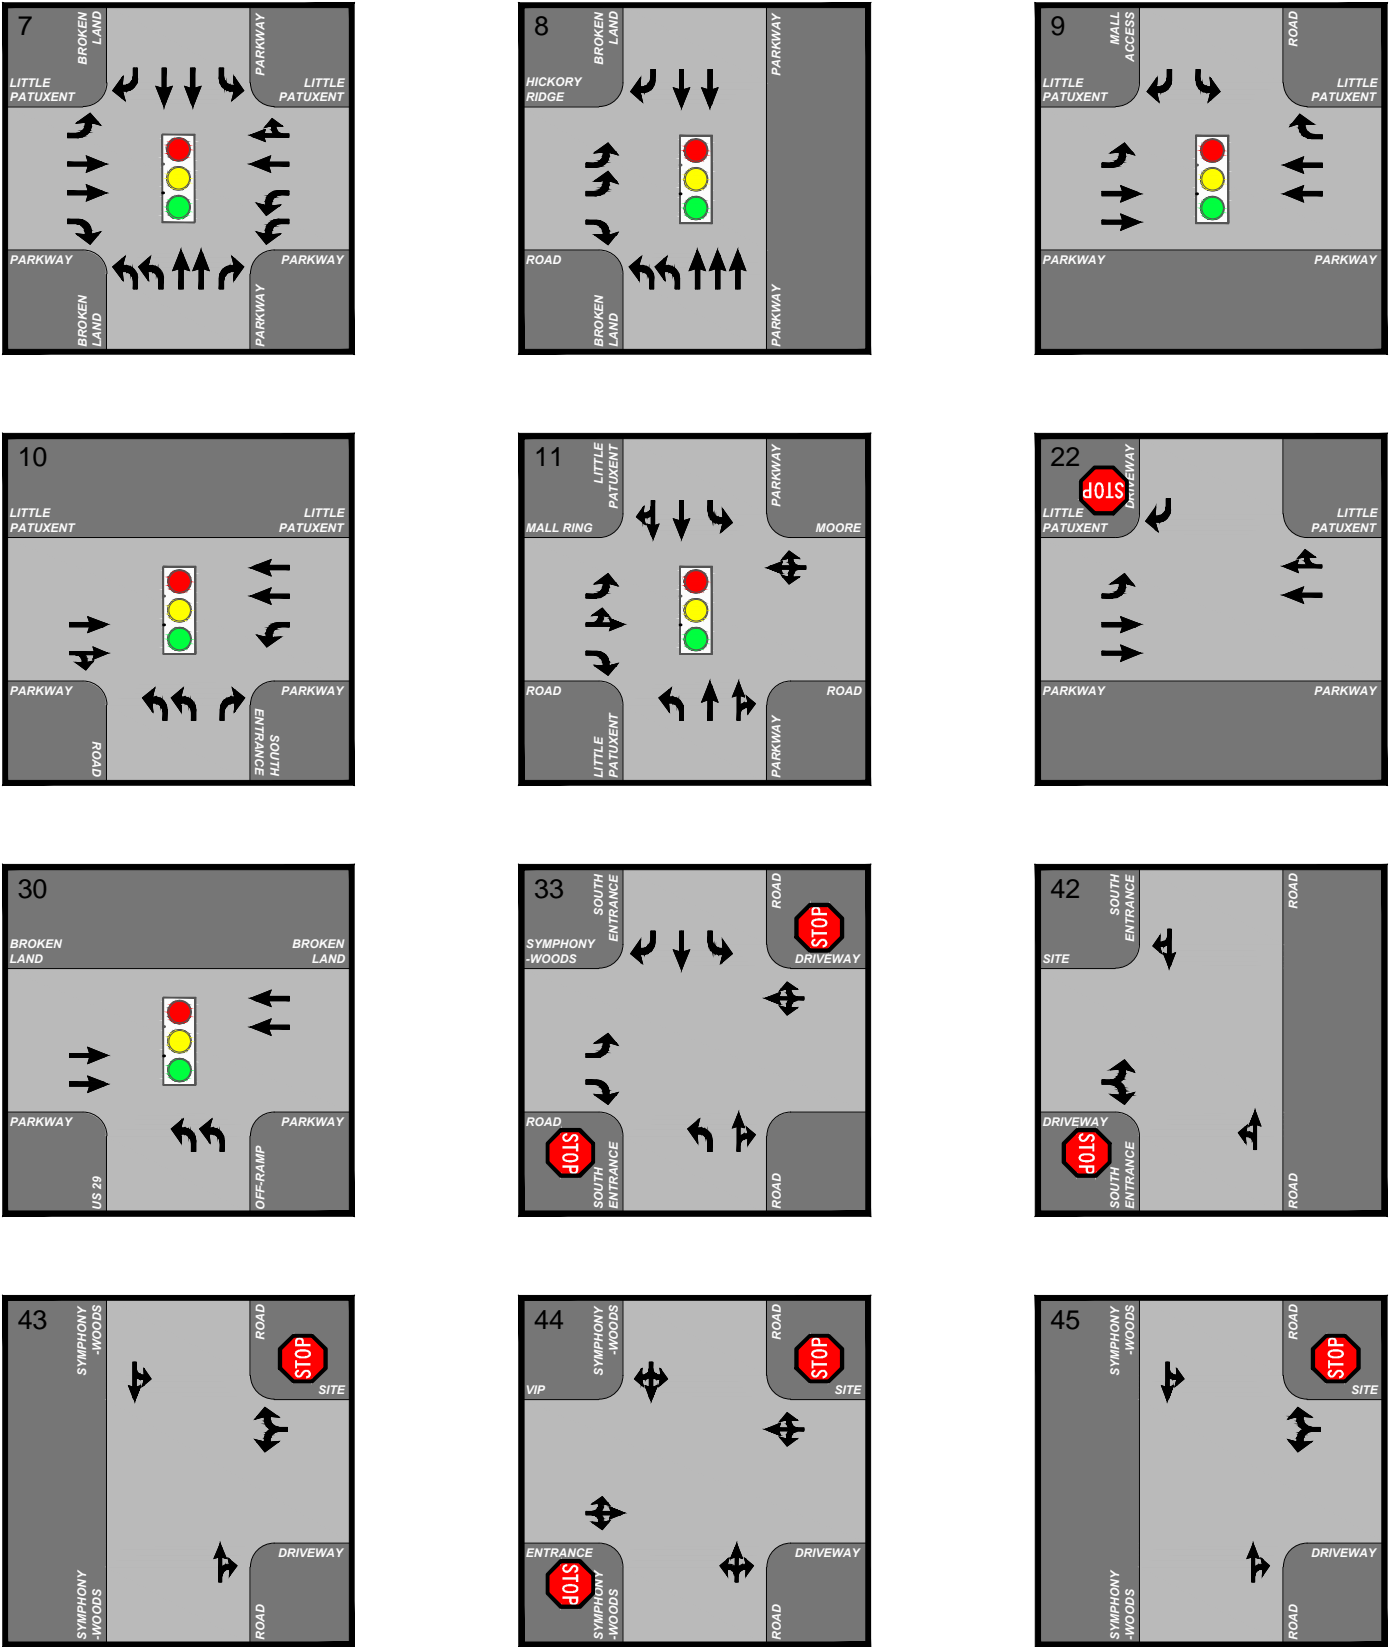 7
BROKEN
LAND
PARKWAY
LITTLE
PATUXENT
LITTLE
PATUXENT
PARKWAY
PARKWAY
BROKEN
LAND
PARKWAY
8
BROKEN
LAND
PARKWAY
HICKORY
RIDGE
ROAD
BROKEN
LAND
PARKWAY
9
MALL
ACCESS
ROAD
LITTLE
PATUXENT
LITTLE
PATUXENT
PARKWAY
PARKWAY
10
LITTLE
PATUXENT
LITTLE
PATUXENT
PARKWAY
PARKWAY
ROAD
SOUTH
ENTRANCE
11
LITTLE
PATUXENT
PARKWAY
MALL RING
MOORE
ROAD
ROAD
LITTLE
PATUXENT
PARKWAY
22
STOP
DRIVEWAY
LITTLE
PATUXENT
LITTLE
PATUXENT
PARKWAY
PARKWAY
30
BROKEN
LAND
BROKEN
LAND
PARKWAY
PARKWAY
US 29
OFF-RAMP
33
SOUTH
ENTRANCE
ROAD
STOP
SYMPHONY
-WOODS
DRIVEWAY
ROAD
STOP
SOUTH
ENTRANCE
ROAD
42
SOUTH
ENTRANCE
ROAD
SITE
DRIVEWAY
STOP
SOUTH
ENTRANCE
ROAD
43
SYMPHONY
-WOODS
ROAD
STOP
SITE
DRIVEWAY
SYMPHONY
-WOODS
ROAD
44
SYMPHONY
-WOODS
ROAD
STOP
VIP
SITE
ENTRANCE
DRIVEWAY
STOP
SYMPHONY
-WOODS
ROAD
45
SYMPHONY
-WOODS
ROAD
STOP
SITE
DRIVEWAY
SYMPHONY
-WOODS
ROAD